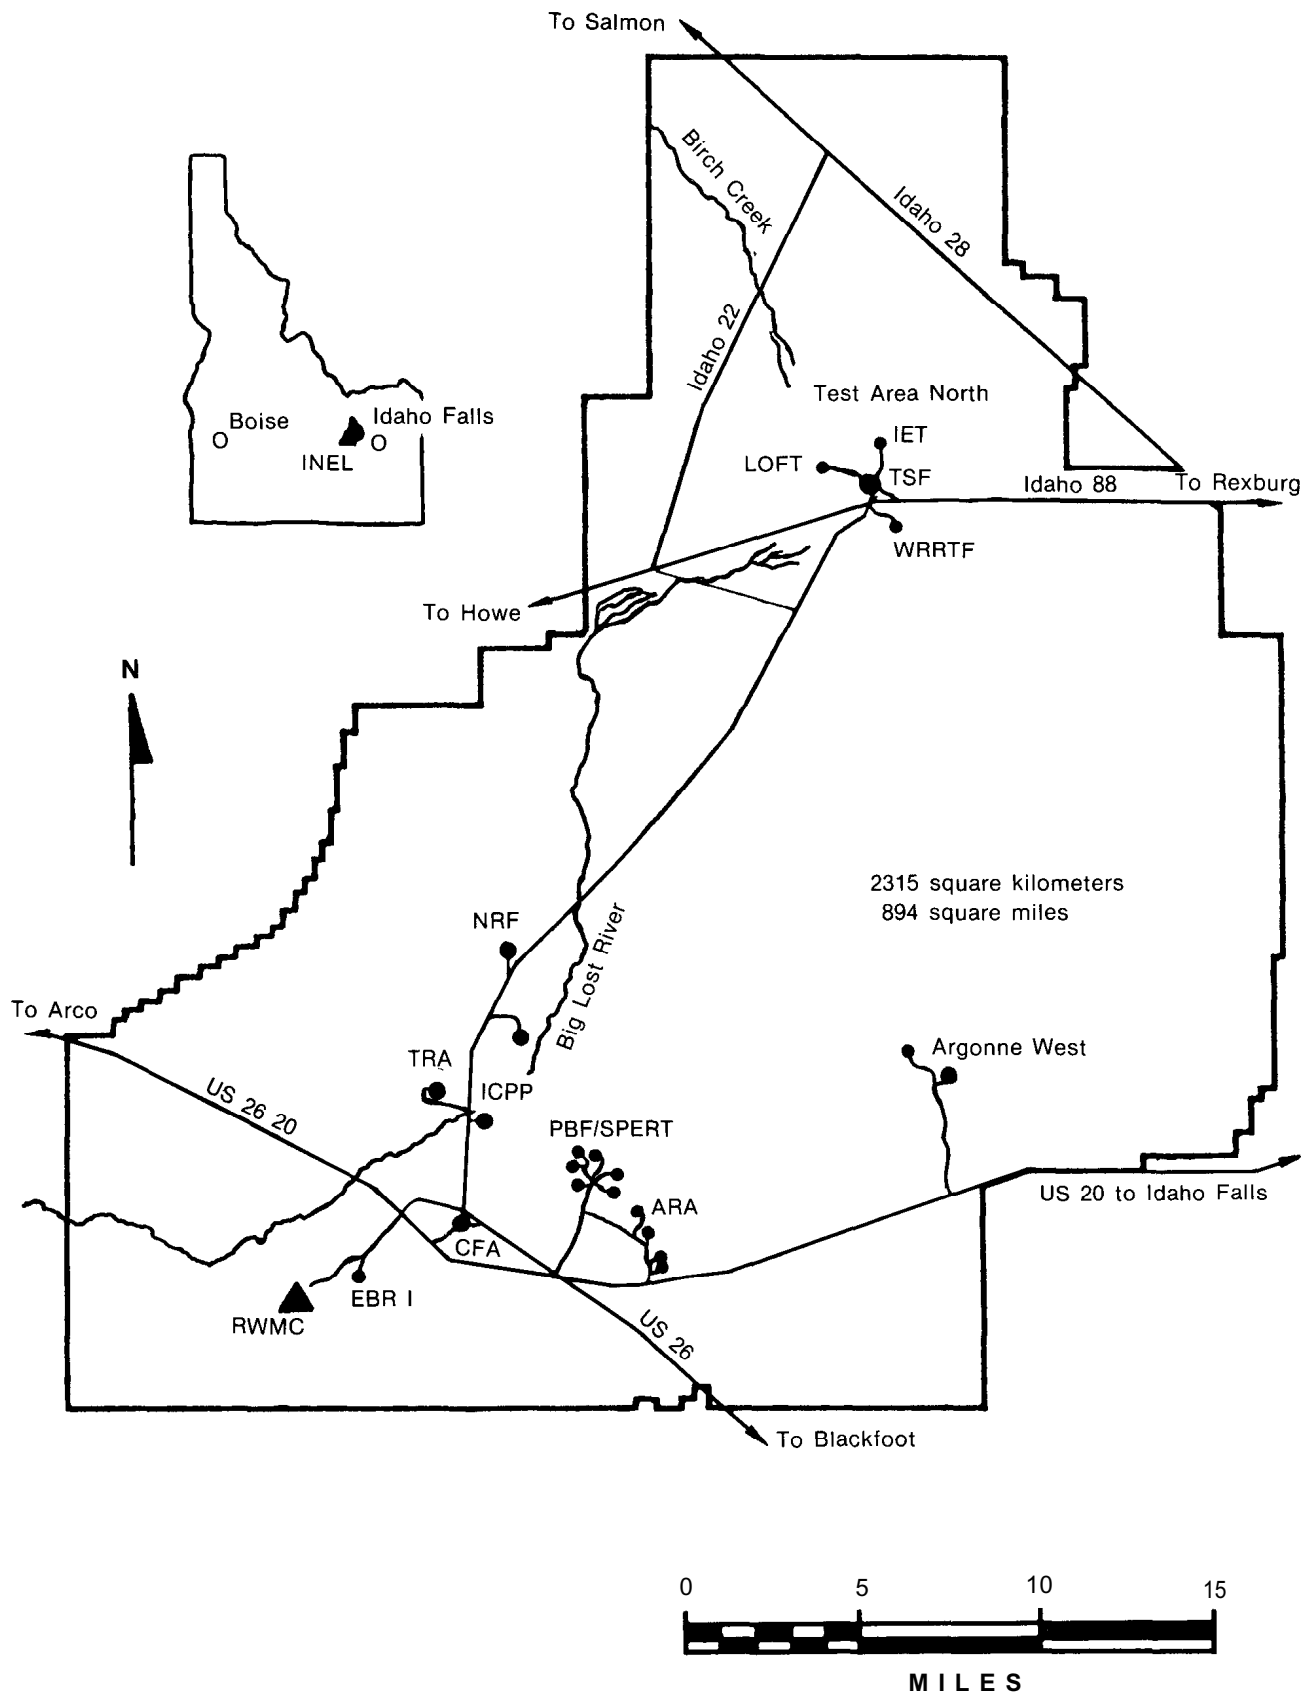 To Salmon
Birch Creek
Idaho 28
Idaho 22
Boise
Idaho Falls
INEL
Test Area North
IET
LOFT
TSF
Idaho 88
To Rexburg
WRRTF
To Howe
N
2315 square kilometers
894 square miles
NRF
Big Lost River
To Arco
TRA
ICPP
Argonne West
US 26 20
PBF/SPERT
US 20 to Idaho Falls
ARA
CFA
EBR I
RWMC
US 26
To Blackfoot
0 5 10 15
MILES